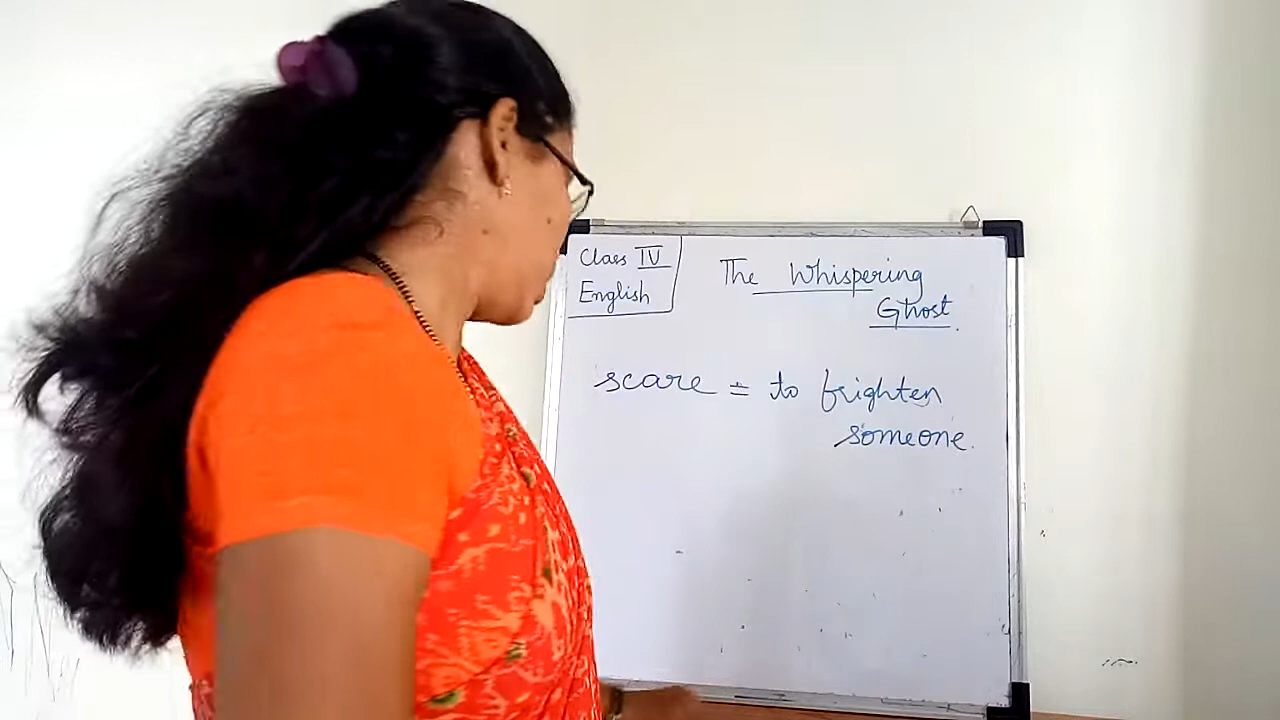 Class IV
English
The Whispering
Ghost.
scare = to frighten
someone.